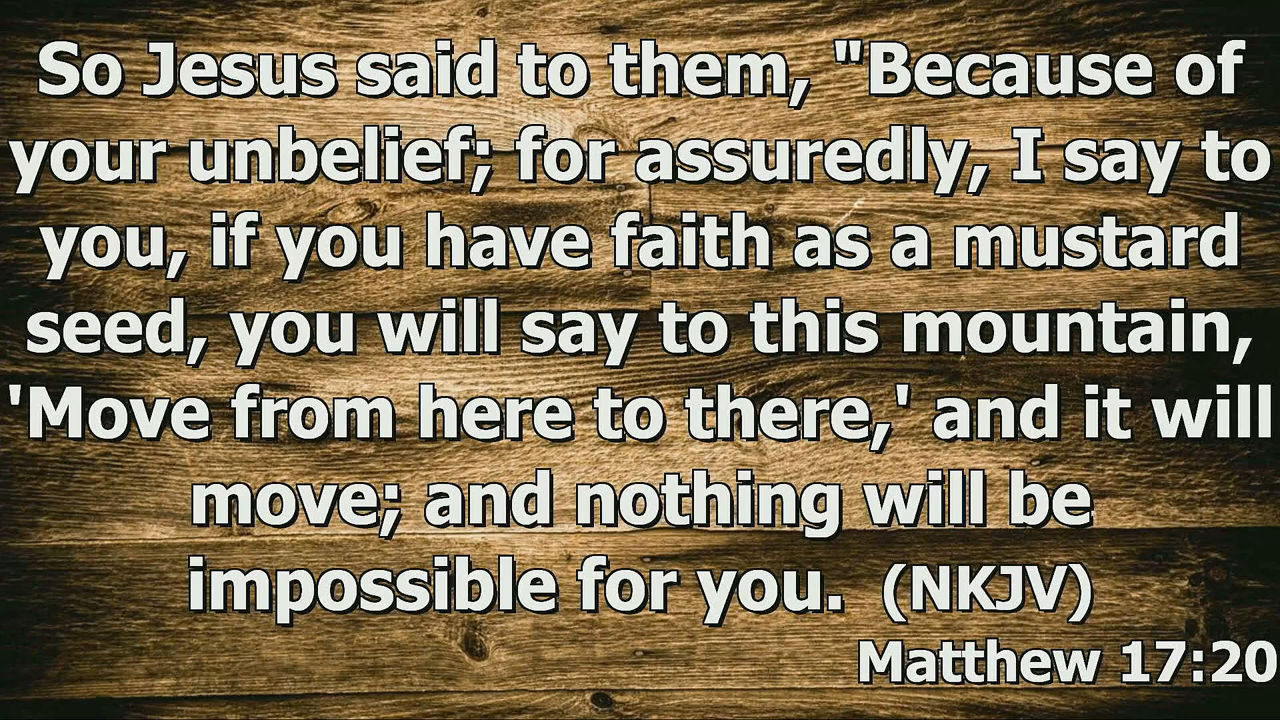 So Jesus said to them, "Because of
your unbelief; for assuredly, I say to
you, if you have faith as a mustard
seed, you will say to this mountain,
'Move from here to there,' and it will
move; and nothing will be
impossible for you. (NKJV)
Matthew 17:20